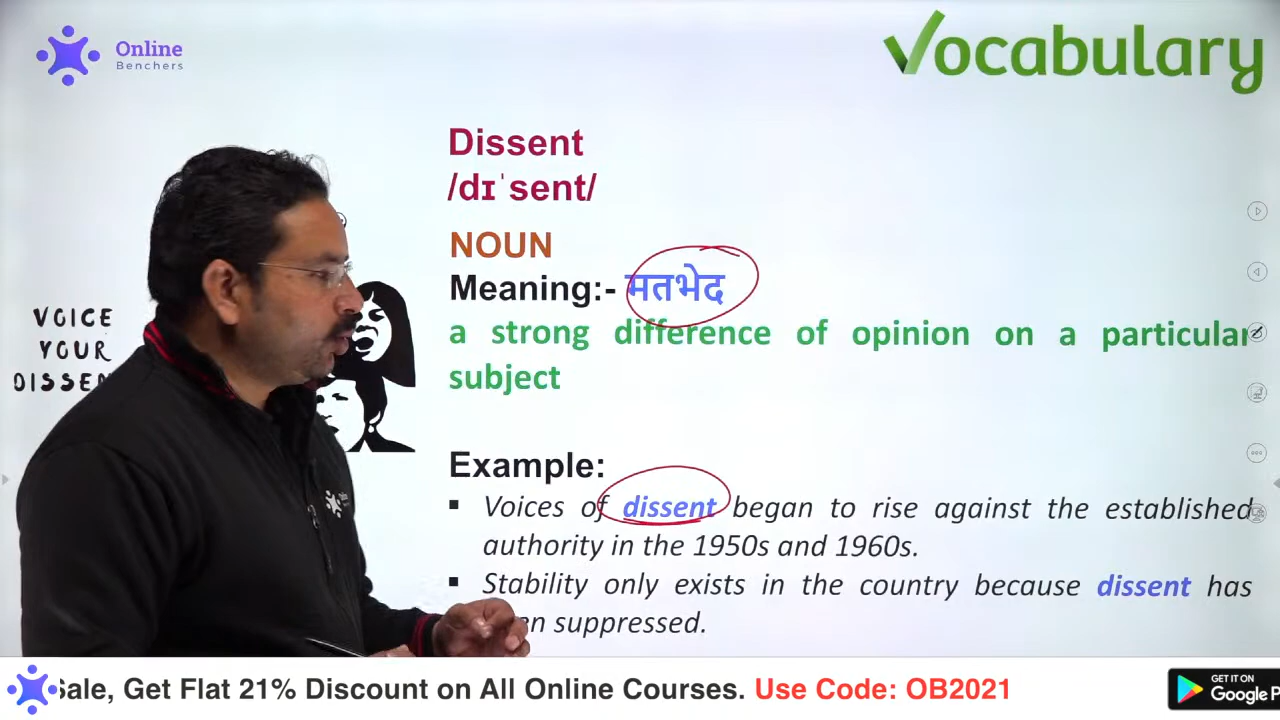 Online
Benchers
Vocabulary
Dissent
/dɪˈsent/
NOUN
Meaning:- मतभेद
a strong difference of opinion on a particular
subject
VOICE
YOUR
Example:
▪ Voices of dissent began to rise against the established
authority in the 1950s and 1960s.
▪ Stability only exists in the country because dissent has
suppressed.
Sale, Get Flat 21% Discount on All Online Courses. Use Code: OB2021
GET IT ON
Google